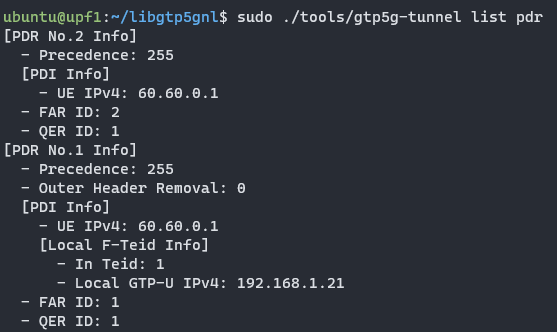 ubuntu@upf1:~/libgtp5gnl$ sudo ./tools/gtp5g-tunnel list pdr
[PDR No.2 Info]
  - Precedence: 255
  [PDI Info]
    - UE IPv4: 60.60.0.1
  - FAR ID: 2
  - QER ID: 1
[PDR No.1 Info]
  - Precedence: 255
  - Outer Header Removal: 0
  [PDI Info]
    - UE IPv4: 60.60.0.1
    [Local F-Teid Info]
      - In Teid: 1
      - Local GTP-U IPv4: 192.168.1.21
  - FAR ID: 1
  - QER ID: 1